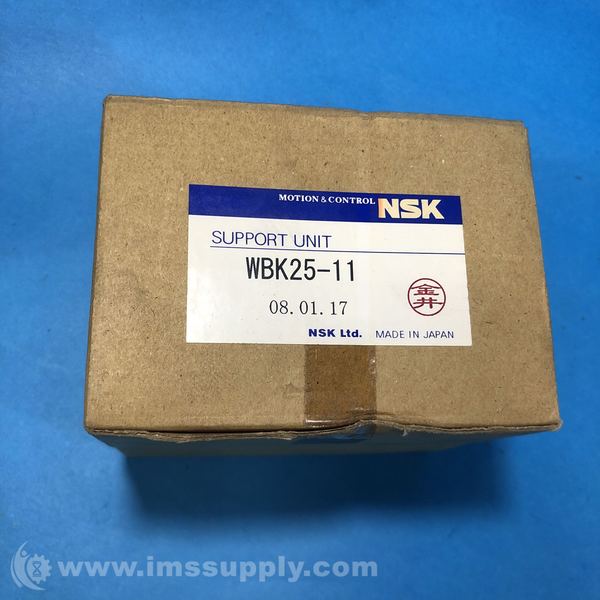 MOTION & CONTROL NSK
SUPPORT UNIT
WBK25-11
08.01.17
金井
NSK Ltd. MADE IN JAPAN
www.imssupply.com